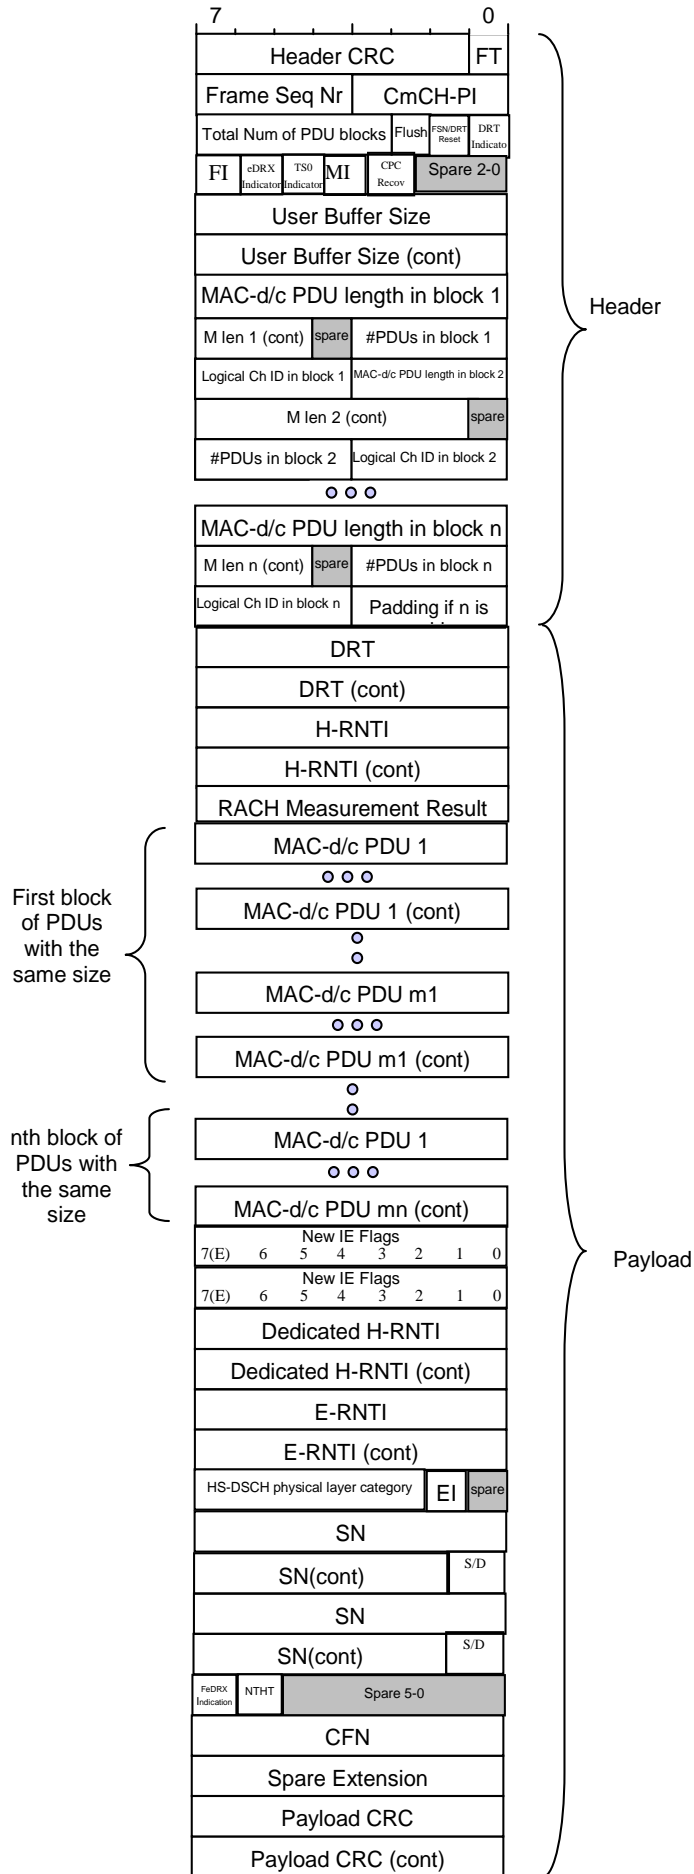 7 0
Header CRC FT
Frame Seq Nr CmCH-PI
Total Num of PDU blocks Flush FSN/DRT Reset DRT Indicato
FI eDRX Indicator TS0 Indicator MI CPC Recov Spare 2-0
User Buffer Size
User Buffer Size (cont)
MAC-d/c PDU length in block 1
Header
M len 1 (cont) spare #PDUs in block 1
Logical Ch ID in block 1 MAC-d/c PDU length in block 2
M len 2 (cont) spare
#PDUs in block 2 Logical Ch ID in block 2
MAC-d/c PDU length in block n
M len n (cont) spare #PDUs in block n
Logical Ch ID in block n Padding if n is
DRT
DRT (cont)
H-RNTI
H-RNTI (cont)
RACH Measurement Result
MAC-d/c PDU 1
First block
of PDUs
with the
same size
MAC-d/c PDU 1 (cont)
MAC-d/c PDU m1
MAC-d/c PDU m1 (cont)
nth block of
PDUs with
the same
size
MAC-d/c PDU 1
MAC-d/c PDU mn (cont)
New IE Flags
7(E) 6 5 4 3 2 1 0
Payload
New IE Flags
7(E) 6 5 4 3 2 1 0
Dedicated H-RNTI
Dedicated H-RNTI (cont)
E-RNTI
E-RNTI (cont)
HS-DSCH physical layer category EI spare
SN
SN(cont) S/D
SN
SN(cont) S/D
FeDRX Indication NTHT Spare 5-0
CFN
Spare Extension
Payload CRC
Payload CRC (cont)